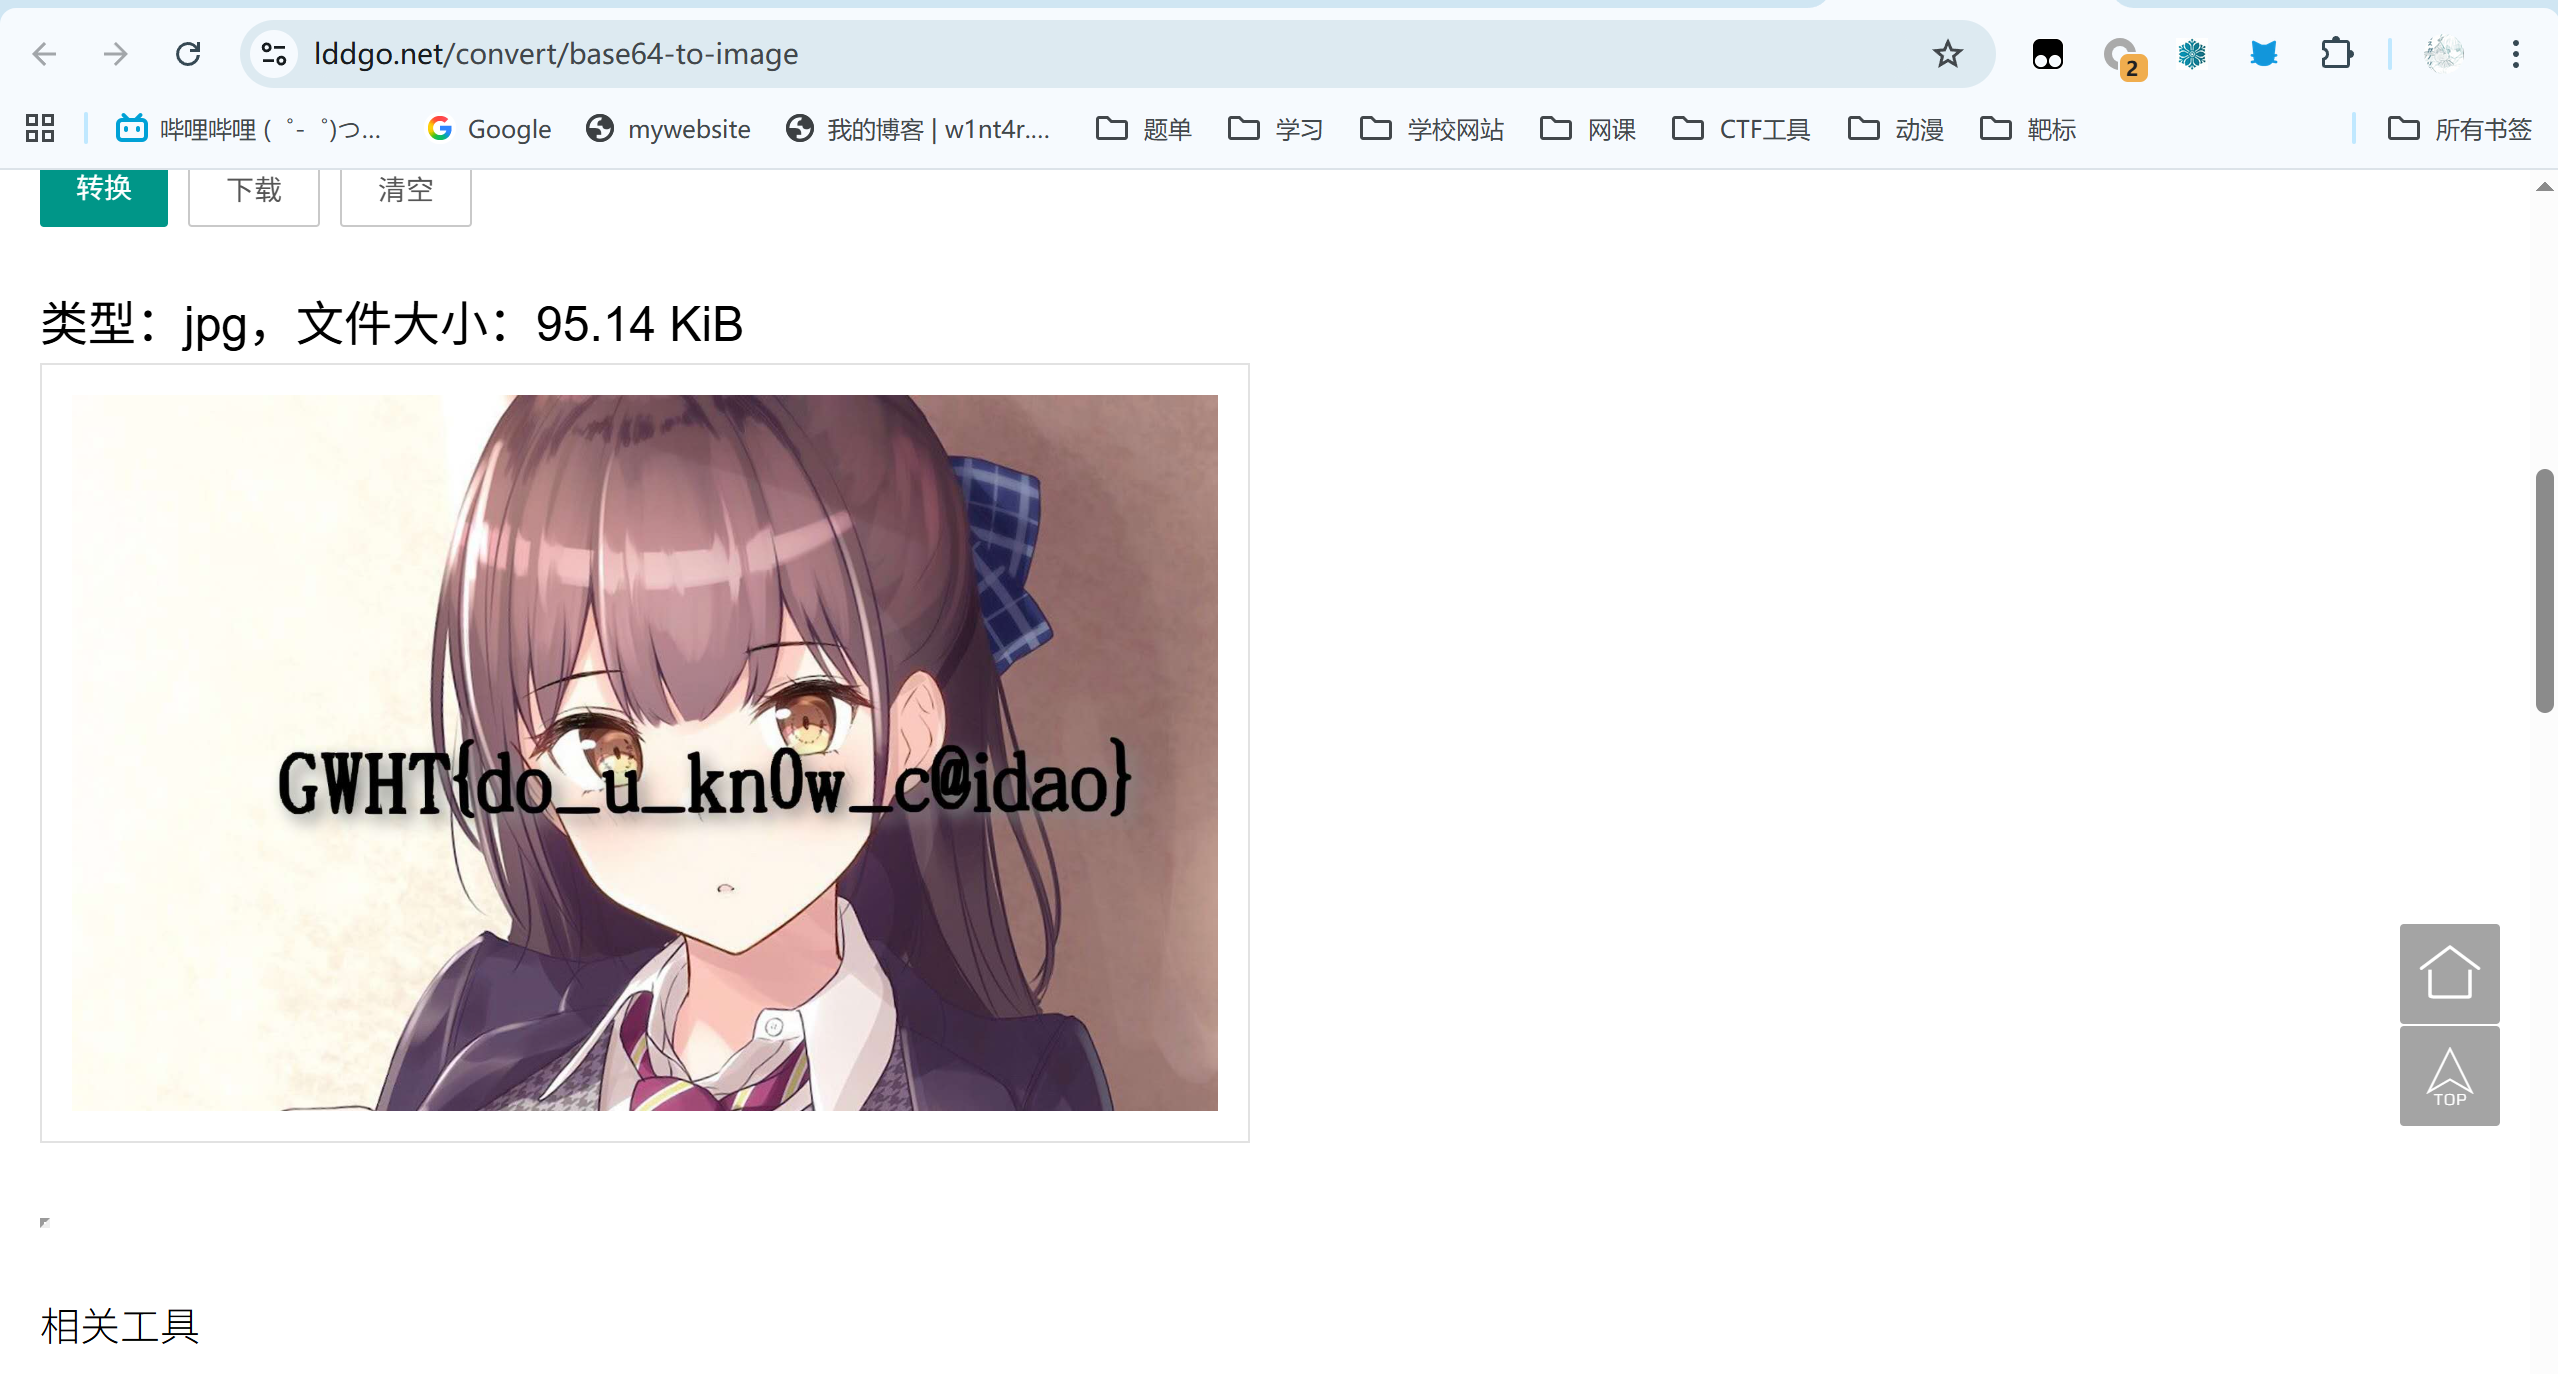 lddgo.net/convert/base64-to-image
2
哔哩哔哩 (゜-゜)つ...
Google
mywebsite
我的博客 | w1nt4r....
题单
学习
学校网站
网课
CTF工具
动漫
靶标
所有书签
转换
下载
清空
类型：jpg，文件大小：95.14 KiB
GWHT{do_u_kn0w_c@idao}
TOP
相关工具